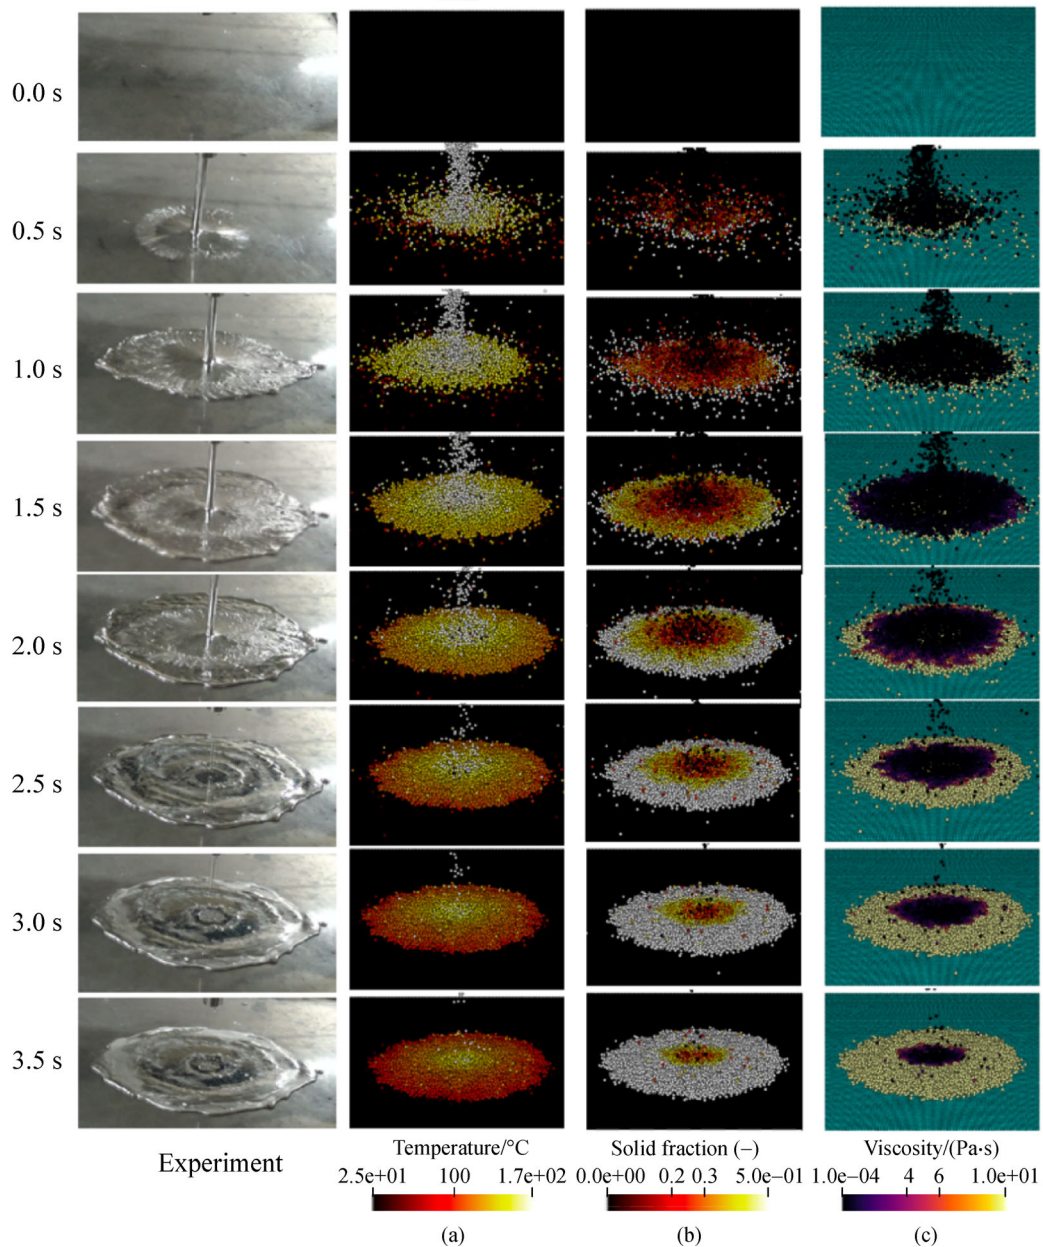 0.0 s
0.5 s
1.0 s
1.5 s
2.0 s
2.5 s
3.0 s
3.5 s
Experiment
Temperature/°C
2.5e+01 100 1.7e+02
(a)
Solid fraction (−)
0.0e+00 0.2 0.3 5.0e−01
(b)
Viscosity/(Pa·s)
1.0e−04 4 6 1.0e+01
(c)